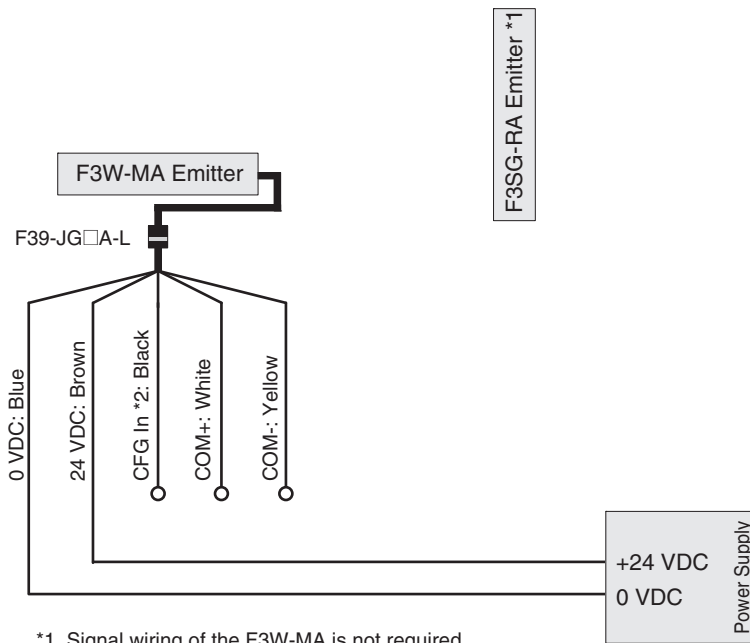 F3SG-RA Emitter *1
F3W-MA Emitter
F39-JG□A-L
0 VDC: Blue
24 VDC: Brown
CFG In *2: Black
COM+: White
COM-: Yellow
+24 VDC
0 VDC
Power Supply
*1 Signal wiring of the F3W-MA is not required